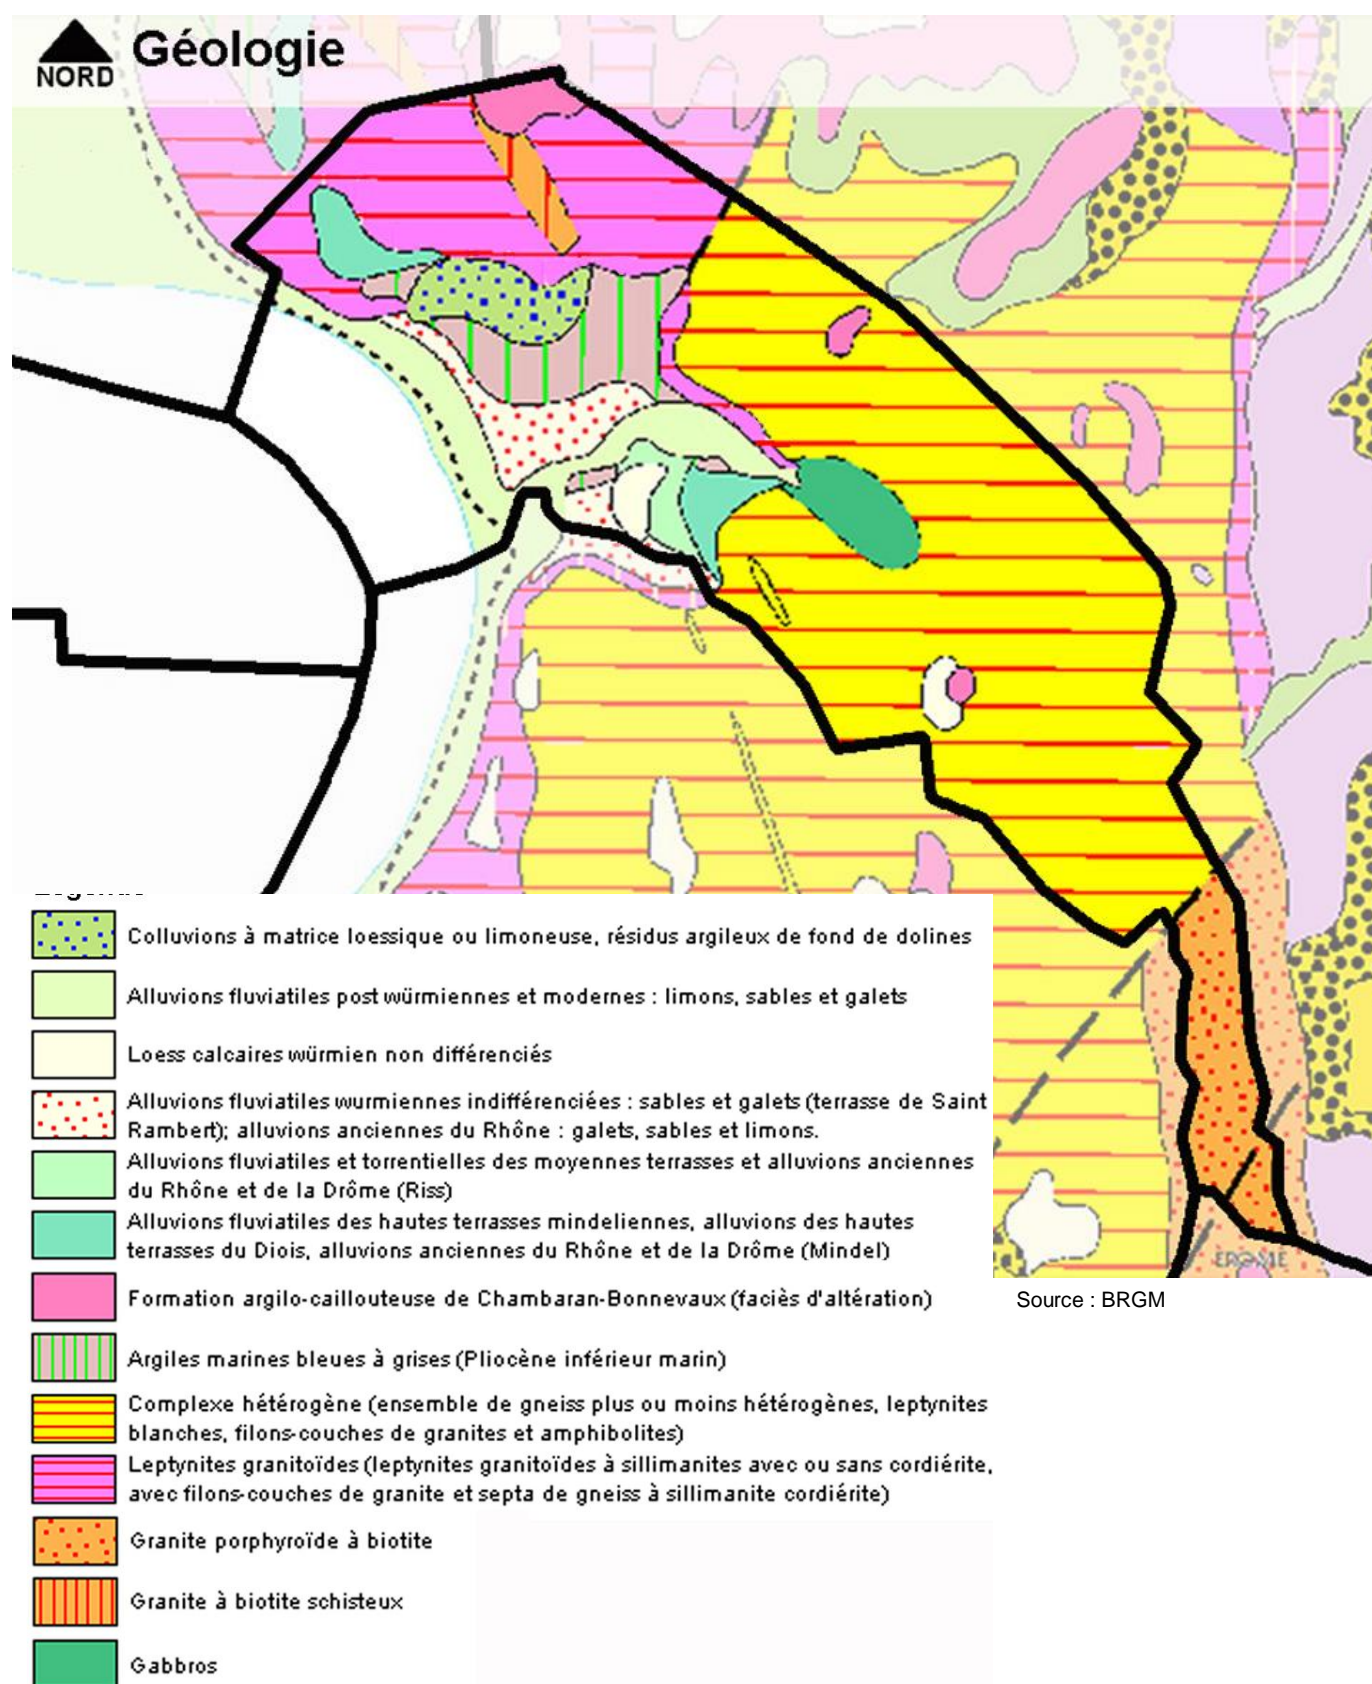 Géologie
NORD
Colluvions à matrice loessique ou limoneuse, résidus argileux de fond de dolines
Alluvions fluviatiles post würmiennes et modernes : limons, sables et galets
Loess calcaires würmien non différenciés
Alluvions fluviatiles wurmiennes indifférenciées : sables et galets (terrasse de Saint
Rambert); alluvions anciennes du Rhône : galets, sables et limons.
Alluvions fluviatiles et torrentielles des moyennes terrasses et alluvions anciennes
du Rhône et de la Drôme (Riss)
Alluvions fluviatiles des hautes terrasses mindeliennes, alluvions des hautes
terrasses du Diois, alluvions anciennes du Rhône et de la Drôme (Mindel)
EROME
Formation argilo-caillouteuse de Chambaran-Bonnevaux (faciès d'altération)
Source : BRGM
Argiles marines bleues à grises (Pliocène inférieur marin)
Complexe hétérogène (ensemble de gneiss plus ou moins hétérogènes, leptynites
blanches, filons-couches de granites et amphibolites)
Leptynites granitoïdes (leptynites granitoïdes à sillimanites avec ou sans cordiérite,
avec filons-couches de granite et septa de gneiss à sillimanite cordiérite)
Granite porphyroïde à biotite
Granite à biotite schisteux
Gabbros